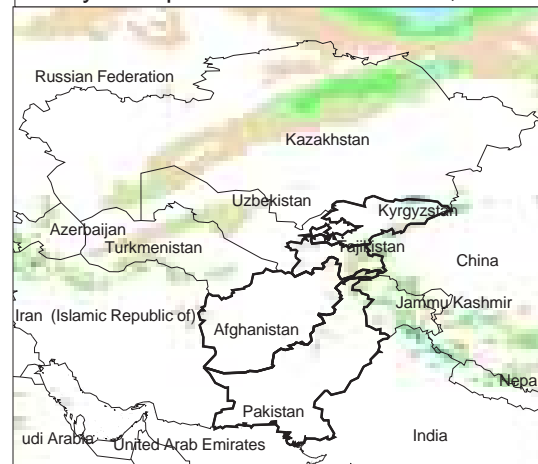 Russian Federation
Kazakhstan
Uzbekistan
Kyrgyzstan
Azerbaijan
Turkmenistan
Tajikistan
China
Jammu/Kashmir
Iran (Islamic Republic of)
Afghanistan
Nepa
Pakistan
udi Arabia
United Arab Emirates
India